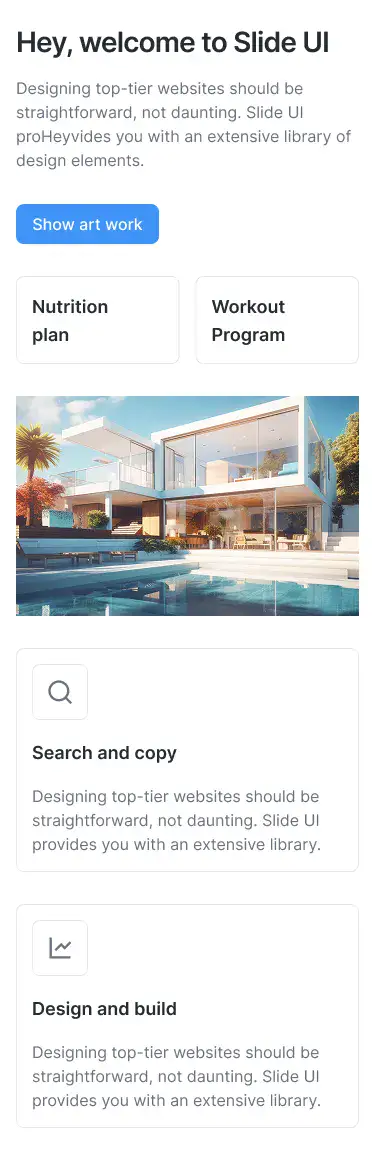 Hey, welcome to Slide UI
Designing top-tier websites should be
straightforward, not daunting. Slide UI
proHeyvides you with an extensive library of
design elements.
Show art work
Nutrition
plan
Workout
Program
Search and copy
Designing top-tier websites should be
straightforward, not daunting. Slide UI
provides you with an extensive library.
Design and build
Designing top-tier websites should be
straightforward, not daunting. Slide UI
provides you with an extensive library.